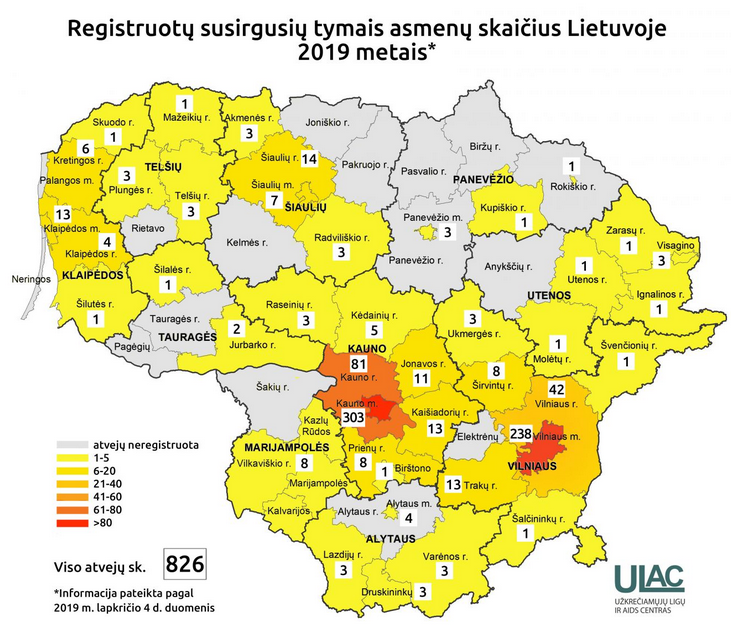 Registruotų susirgusių tymais asmenų skaičius Lietuvoje
2019 metais*
Skuodo r.
1
1
Mažeikių r.
Akmenės r.
3
Joniškio r.
6
Kretingos r.
Palangos m.
TELŠIŲ
3
Plungės r.
Telšių r.
3
Šiaulių r.
14
Šiaulių m.
7
ŠIAULIŲ
Pakruojo r.
Pasvalio r.
Biržų r.
PANEVĖŽIO
1
Rokiškio r.
Kupiškio r.
1
13
Klaipėdos m.
4
Klaipėdos r.
KLAIPĖDOS
Rietavo
Kelmės r.
Radviliškio r.
3
Panevėžio m.
3
Panevėžio r.
Anykščių r.
Zarasų r.
1
Visagino
3
1
Utenos r.
UTENOS
Ignalinos r.
1
Neringos
Šilalės r.
1
Šilutės r.
1
Tauragės r.
TAURAGĖS
Pagėgių
2
Jurbarko r.
Raseinių r.
3
Kėdainių r.
5
KAUNO
3
Ukmergės r.
1
Molėtų r.
Švenčionių r.
1
81
Kauno r.
Jonavos r.
11
8
Širvintų r.
42
Vilniaus r.
Šakių r.
Kauno m.
303
Kaišiadorių r.
13
Elektrėnų
238
Vilniaus m.
VILNIAUS
Kazlų
Rūdos
MARIJAMPOLĖS
Vilkaviškio r.
8
Marijampolės
Kalvarijos
Prienų r.
8
1
Birštono
13
Trakų r.
Alytaus r.
Alytaus m.
4
ALYTAUS
Šalčininkų r.
1
Lazdijų r.
3
Varėnos r.
3
Druskininkų
3
atvejų neregistruota
1-5
6-20
21-40
41-60
61-80
>80
Viso atvejų sk.
826
*Informacija pateikta pagal
2019 m. lapkričio 4 d. duomenis
ULAC
UŽKREČIAMŲJŲ LIGŲ
IR AIDS CENTRAS